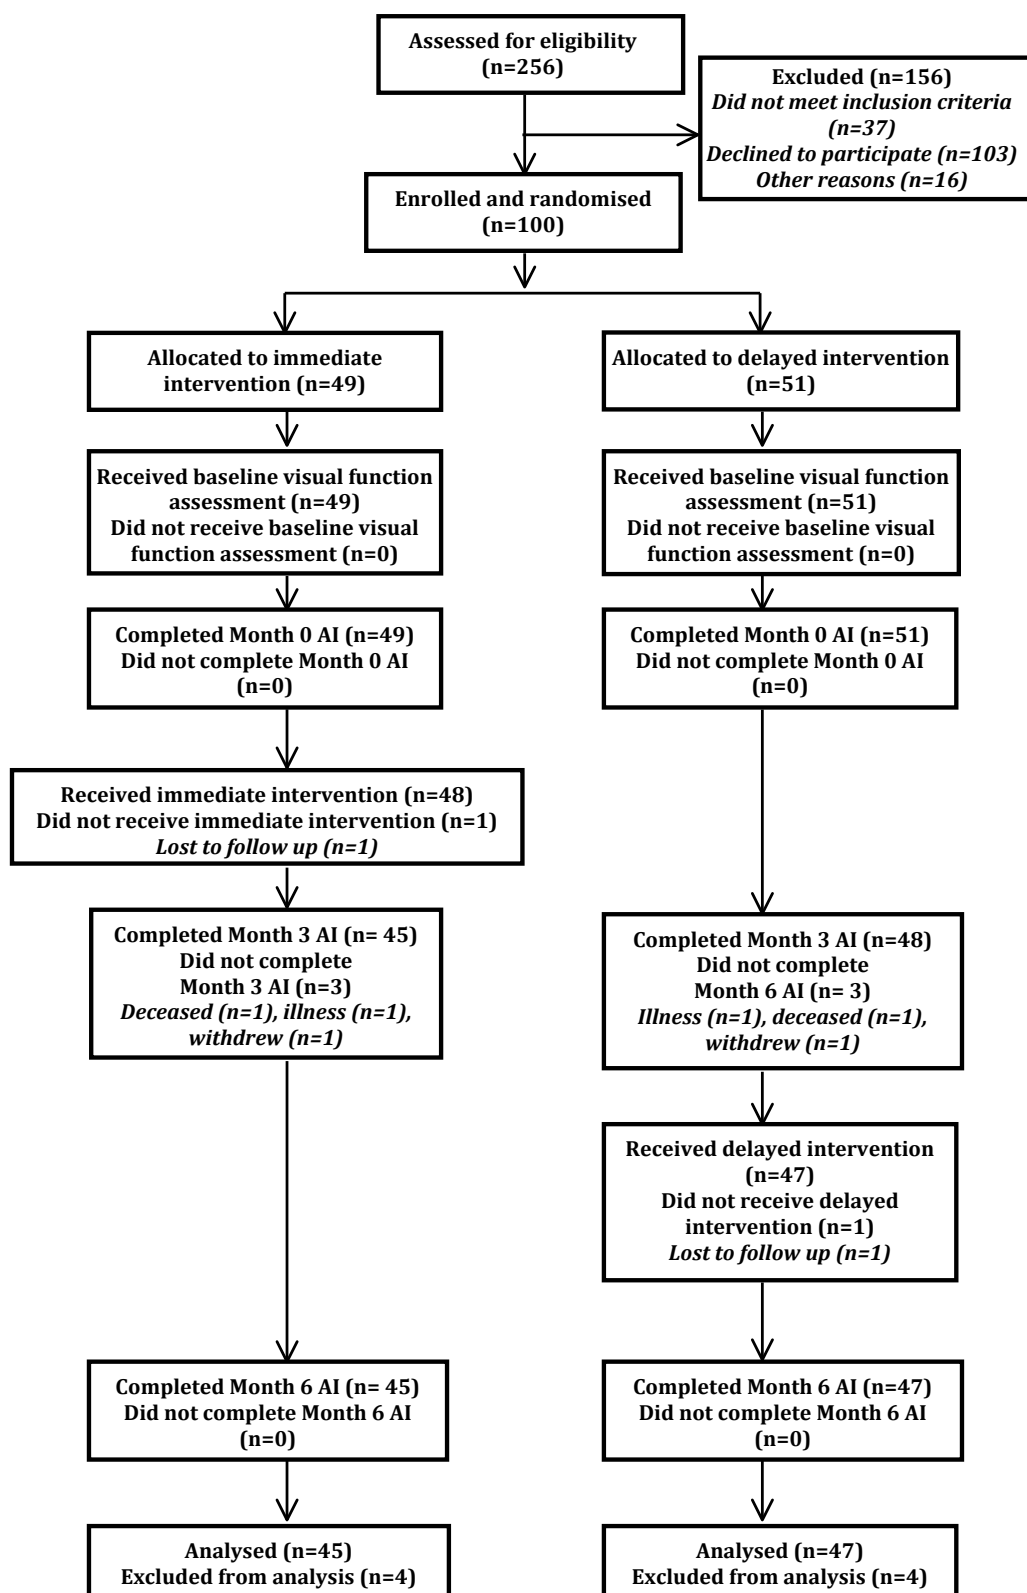 Assessed for eligibility
(n=256)
Excluded (n=156)
Did not meet inclusion criteria
(n=37)
Declined to participate (n=103)
Other reasons (n=16)
Enrolled and randomised
(n=100)
Allocated to immediate
intervention (n=49)
Allocated to delayed intervention
(n=51)
Received baseline visual function
assessment (n=49)
Did not receive baseline visual
function assessment (n=0)
Received baseline visual function
assessment (n=51)
Did not receive baseline visual
function assessment (n=0)
Completed Month 0 AI (n=49)
Did not complete Month 0 AI
(n=0)
Completed Month 0 AI (n=51)
Did not complete Month 0 AI
(n=0)
Received immediate intervention (n=48)
Did not receive immediate intervention (n=1)
Lost to follow up (n=1)
Completed Month 3 AI (n= 45)
Did not complete
Month 3 AI (n=3)
Deceased (n=1), illness (n=1),
withdrew (n=1)
Completed Month 3 AI (n=48)
Did not complete
Month 6 AI (n= 3)
Illness (n=1), deceased (n=1),
withdrew (n=1)
Received delayed intervention
(n=47)
Did not receive delayed
intervention (n=1)
Lost to follow up (n=1)
Completed Month 6 AI (n= 45)
Did not complete Month 6 AI
(n=0)
Completed Month 6 AI (n=47)
Did not complete Month 6 AI
(n=0)
Analysed (n=45)
Excluded from analysis (n=4)
Analysed (n=47)
Excluded from analysis (n=4)